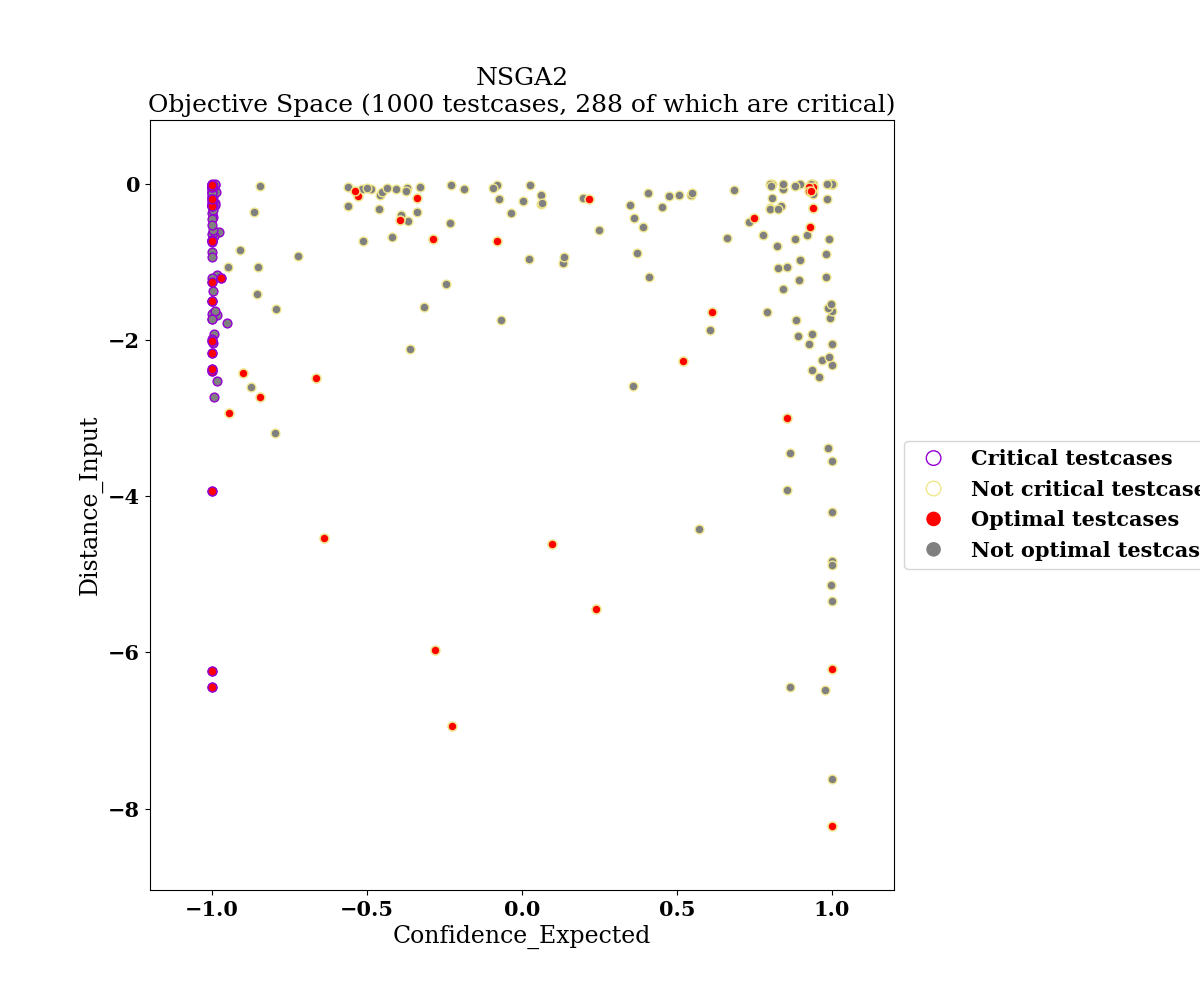 NSGA2
Objective Space (1000 testcases, 288 of which are critical)
0
−2
−4
−6
−8
Distance_Input
−1.0
−0.5
0.0
0.5
1.0
Confidence_Expected
Critical testcases
Not critical testcase
Optimal testcases
Not optimal testcas